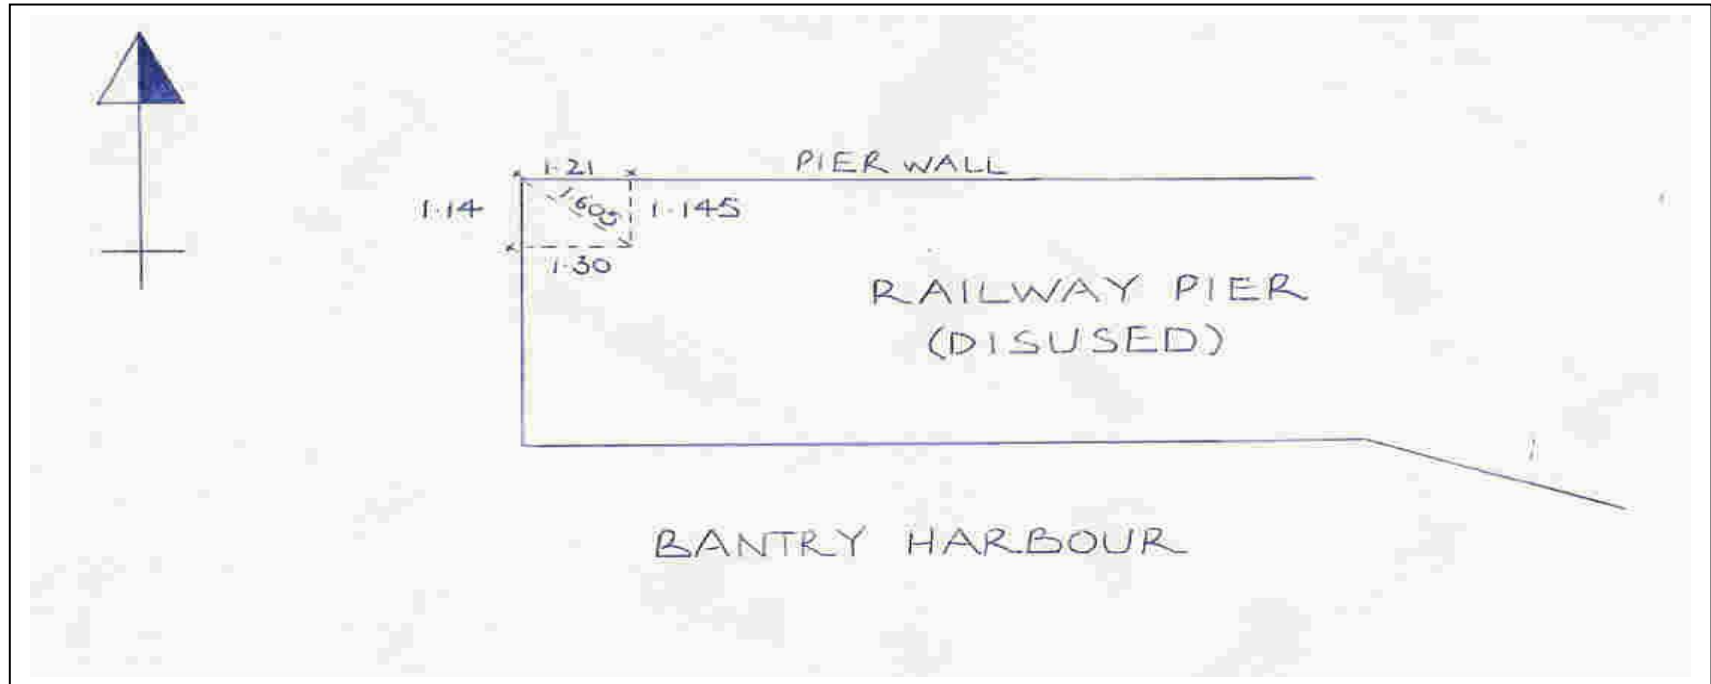 1.21
PIER WALL
1.14
1.605
1.145
1.30
RAILWAY PIER
(DISUSED)
BANTRY HARBOUR